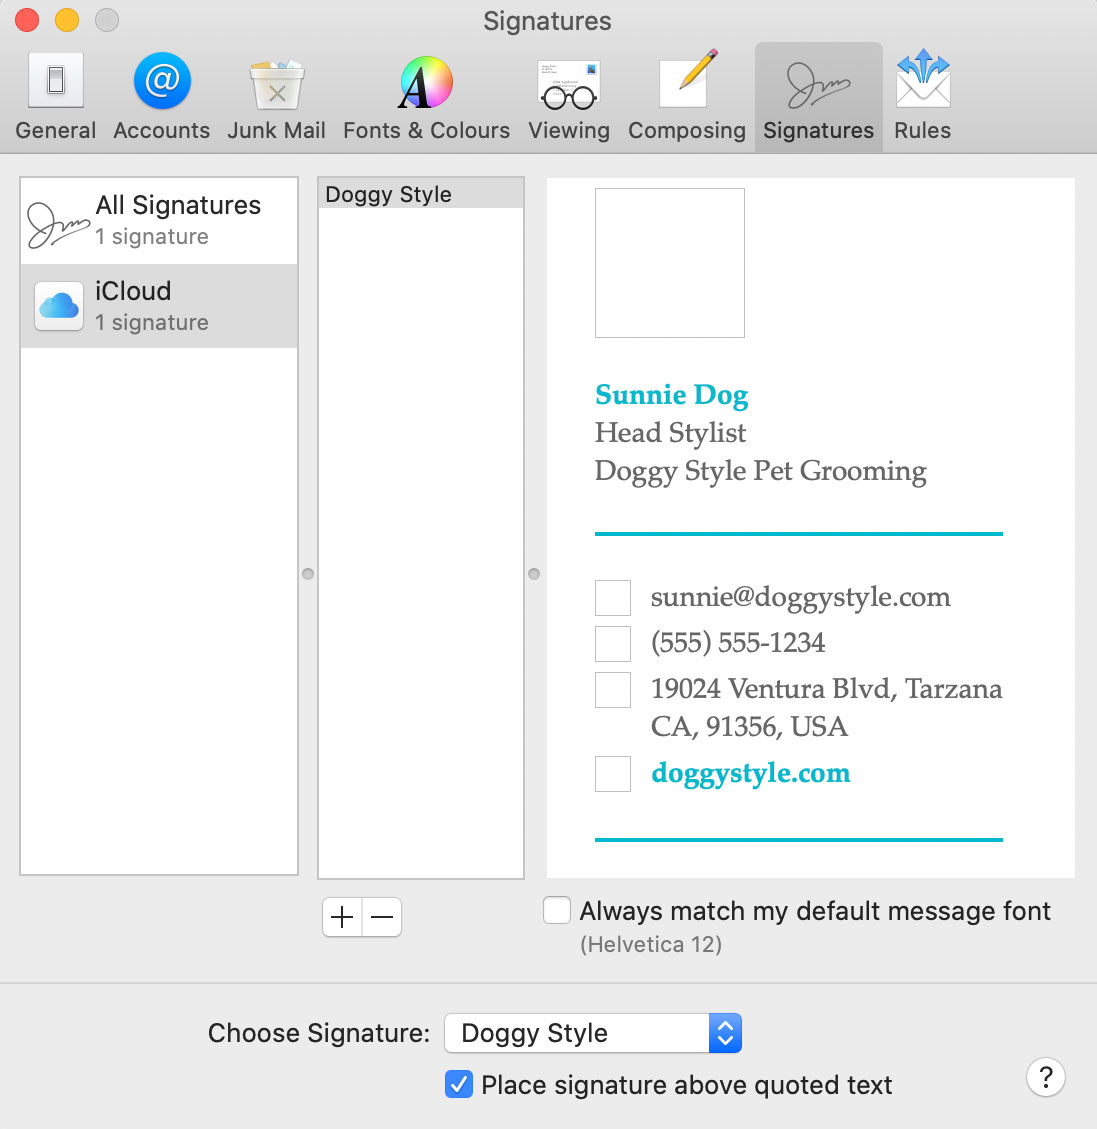 Signatures
General
Accounts
Junk Mail
Fonts & Colours
Viewing
Composing
Signatures
Rules
All Signatures
1 signature
iCloud
1 signature
Doggy Style
Sunnie Dog
Head Stylist
Doggy Style Pet Grooming
sunnie@doggystyle.com
(555) 555-1234
19024 Ventura Blvd, Tarzana
CA, 91356, USA
doggystyle.com
Always match my default message font
(Helvetica 12)
Choose Signature: Doggy Style
Place signature above quoted text
?